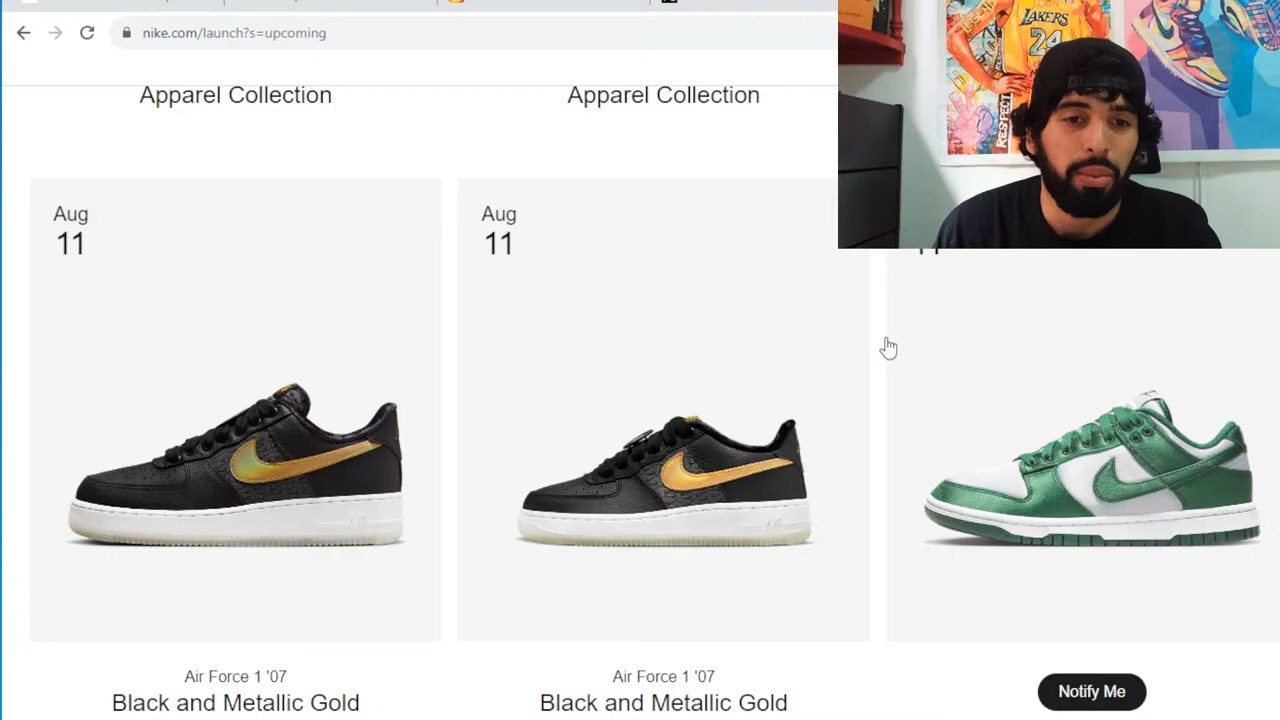 nike.com/launch?s=upcoming
Apparel Collection
Apparel Collection
LAKERS
24
RESPECT
Aug
11
Aug
11
Air Force 1 '07
Black and Metallic Gold
Air Force 1 '07
Black and Metallic Gold
Notify Me